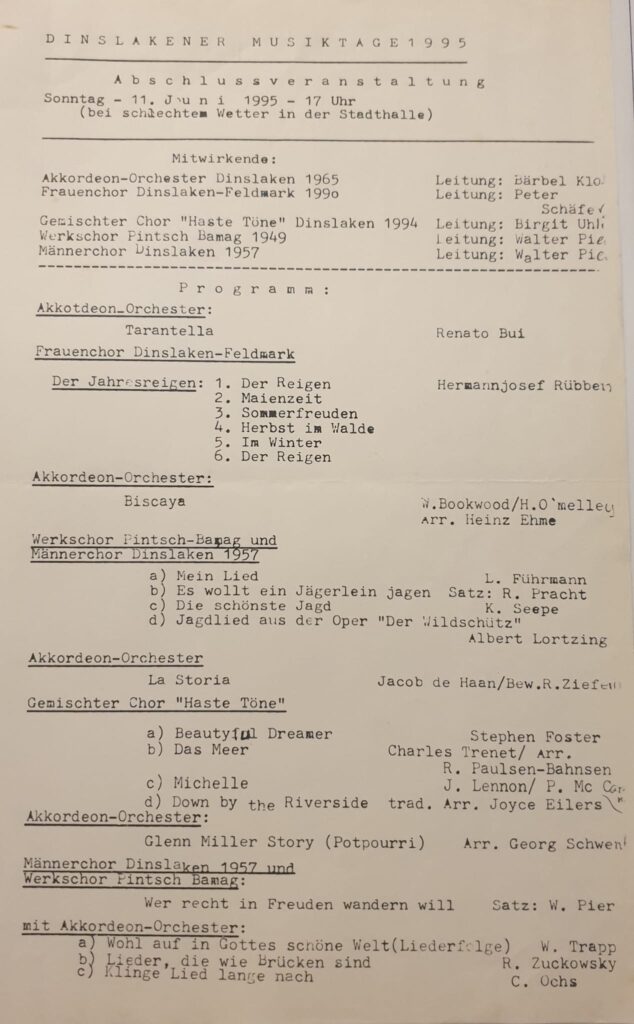 DINSLAKENER MUSIKTAGE 1995
Abschlussveranstaltung
Sonntag - 11. Juni 1995 - 17 Uhr
(bei schlechtem Wetter in der Stadthalle)
Mitwirkende:
Akkordeon-Orchester Dinslaken 1965 Leitung: Bärbel Klo
Frauenchor Dinslaken-Feldmark 199o Leitung: Peter
Schäfer
Gemischter Chor "Haste Töne" Dinslaken 1994 Leitung: Birgit Uhl
Werkschor Pintsch Bamag 1949 Leitung: Walter Pie
Männerchor Dinslaken 1957 Leitung: Walter Pie
Programm:
Akkotdeon-Orchester:
Tarantella Renato Bui
Frauenchor Dinslaken-Feldmark
Der Jahresreigen: 1. Der Reigen Hermannjosef Rübben
2. Maienzeit
3. Sommerfreuden
4. Herbst im Walde
5. Im Winter
6. Der Reigen
Akkordeon-Orchester:
Biscaya W.Bookwood/H.O`melley
Arr. Heinz Ehme
Werkschor Pintsch-Bamag und
Männerchor Dinslaken 1957
a) Mein Lied L. Führmann
b) Es wollt ein Jägerlein jagen Satz: R. Pracht
c) Die schönste Jagd K. Seepe
d) Jagdlied aus der Oper "Der Wildschütz"
Albert Lortzing
Akkordeon-Orchester
La Storia Jacob de Haan/Bew.R.Ziefen
Gemischter Chor "Haste Töne"
a) Beautyful Dreamer Stephen Foster
b) Das Meer Charles Trenet/ Arr.
R. Paulsen-Bahnsen
c) Michelle J. Lennon/ P. Mc
d) Down by the Riverside trad. Arr. Joyce Eilers
Akkordeon-Orchester:
Glenn Miller Story (Potpourri) Arr. Georg Schwen
Männerchor Dinslaken 1957 und
Werkschor Pintsch Bamag:
Wer recht in Freuden wandern will Satz: W. Pier
mit Akkordeon-Orchester:
a) Wohl auf in Gottes schöne Welt(Liederfolge) W. Trapp
b) Lieder, die wie Brücken sind R. Zuckowsky
c) Klinge Lied lange nach C. Ochs